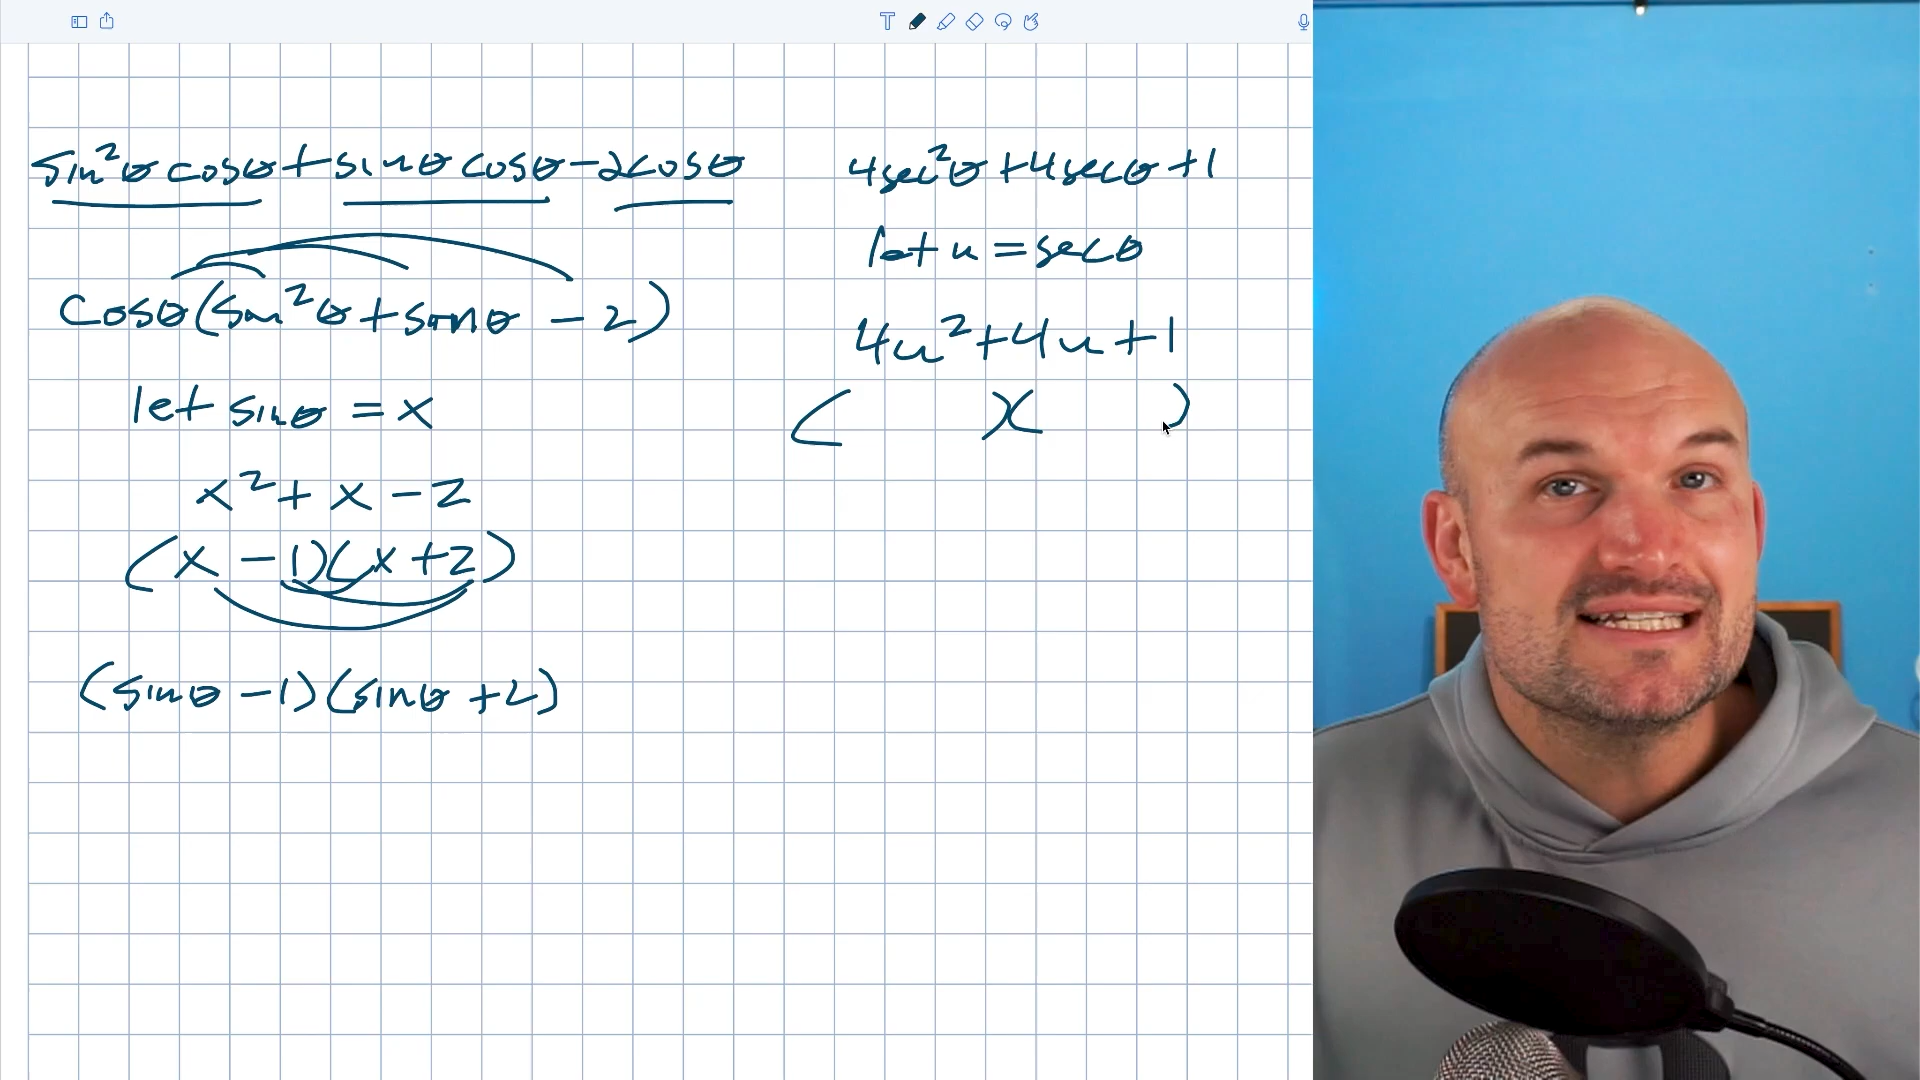 sin²θ cosθ + sinθ cosθ - 2cosθ
cosθ(sin²θ + sinθ - 2)
let sinθ = x
x² + x - 2
(x - 1)(x + 2)
(sinθ - 1)(sinθ + 2)
4sec²θ + 4secθ + 1
let u = secθ
4u² + 4u + 1
( )( )